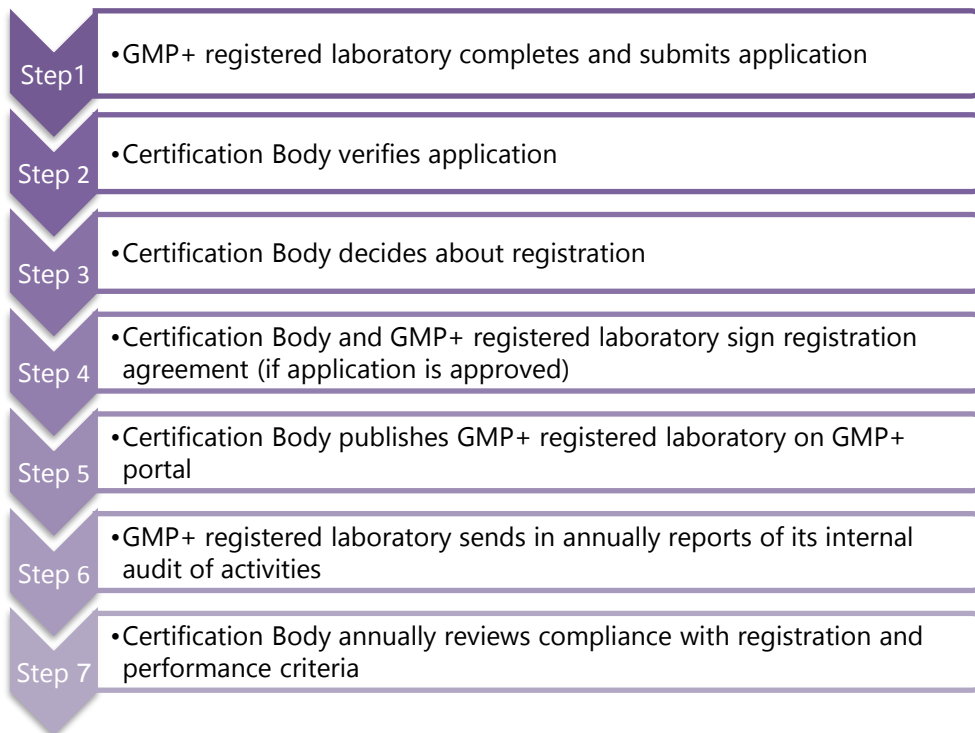 Step1
•GMP+ registered laboratory completes and submits application
Step 2
•Certification Body verifies application
Step 3
•Certification Body decides about registration
Step 4
•Certification Body and GMP+ registered laboratory sign registration
agreement (if application is approved)
Step 5
•Certification Body publishes GMP+ registered laboratory on GMP+
portal
Step 6
•GMP+ registered laboratory sends in annually reports of its internal
audit of activities
Step 7
•Certification Body annually reviews compliance with registration and
performance criteria